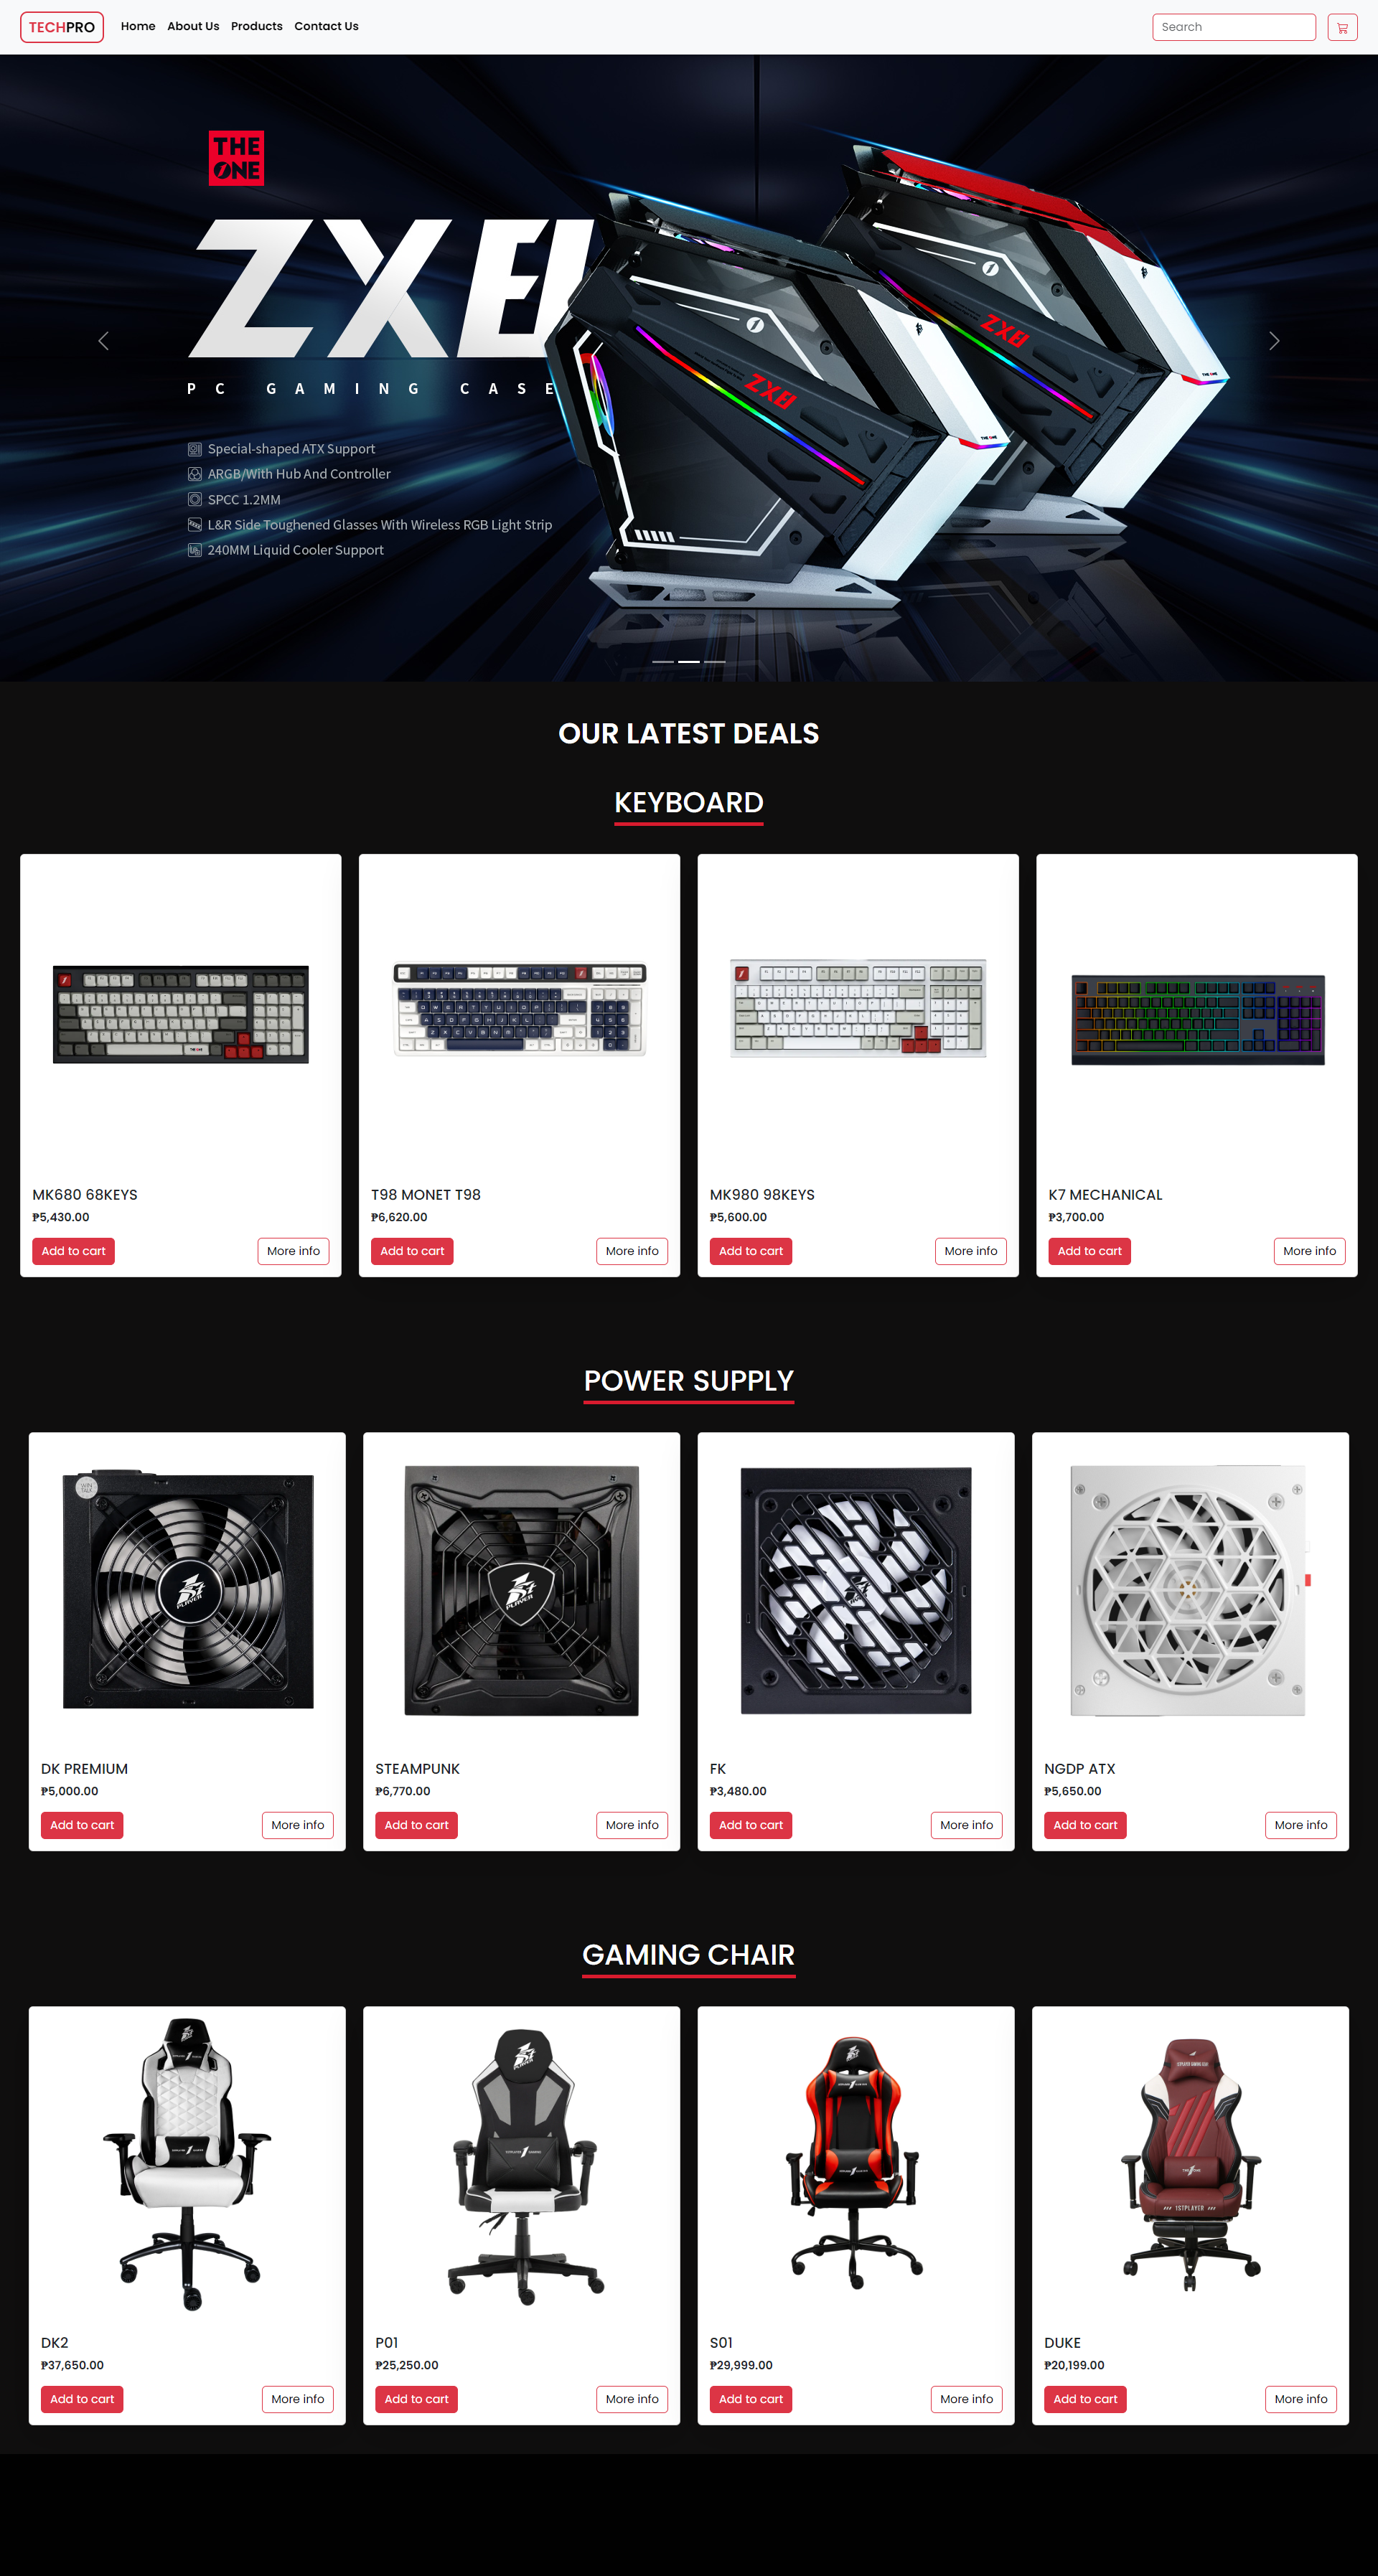 TECHPRO
Home About Us Products Contact Us
Search
THE
ONE
ZXE1
PC GAMING CASE
Special-shaped ATX Support
ARGB/With Hub And Controller
SPCC 1.2MM
L&R Side Toughened Glasses With Wireless RGB Light Strip
240MM Liquid Cooler Support
OUR LATEST DEALS
KEYBOARD
MK680 68KEYS
₱5,430.00
Add to cart More info
T98 MONET T98
₱6,620.00
Add to cart More info
MK980 98KEYS
₱5,600.00
Add to cart More info
K7 MECHANICAL
₱3,700.00
Add to cart More info
POWER SUPPLY
DK PREMIUM
₱5,000.00
Add to cart More info
STEAMPUNK
₱6,770.00
Add to cart More info
FK
₱3,480.00
Add to cart More info
NGDP ATX
₱5,650.00
Add to cart More info
GAMING CHAIR
DK2
₱37,650.00
Add to cart More info
P01
₱25,250.00
Add to cart More info
S01
₱29,999.00
Add to cart More info
1STPLAYER
DUKE
₱20,199.00
Add to cart More info